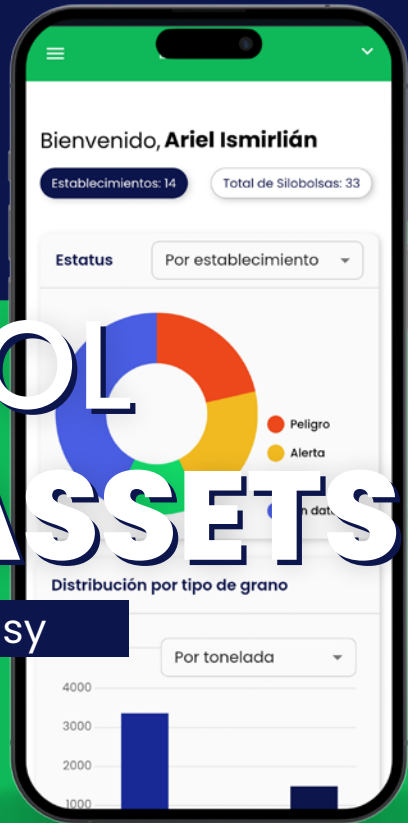 Bienvenido, Ariel Ismirlián
Establecimientos: 14
Total de Silobolsas: 33
Estatus
Por establecimiento
OL
Peligro
Alerta
ASSETS
Distribución por tipo de grano
sy
Por tonelada
4000
3000
2000
1000